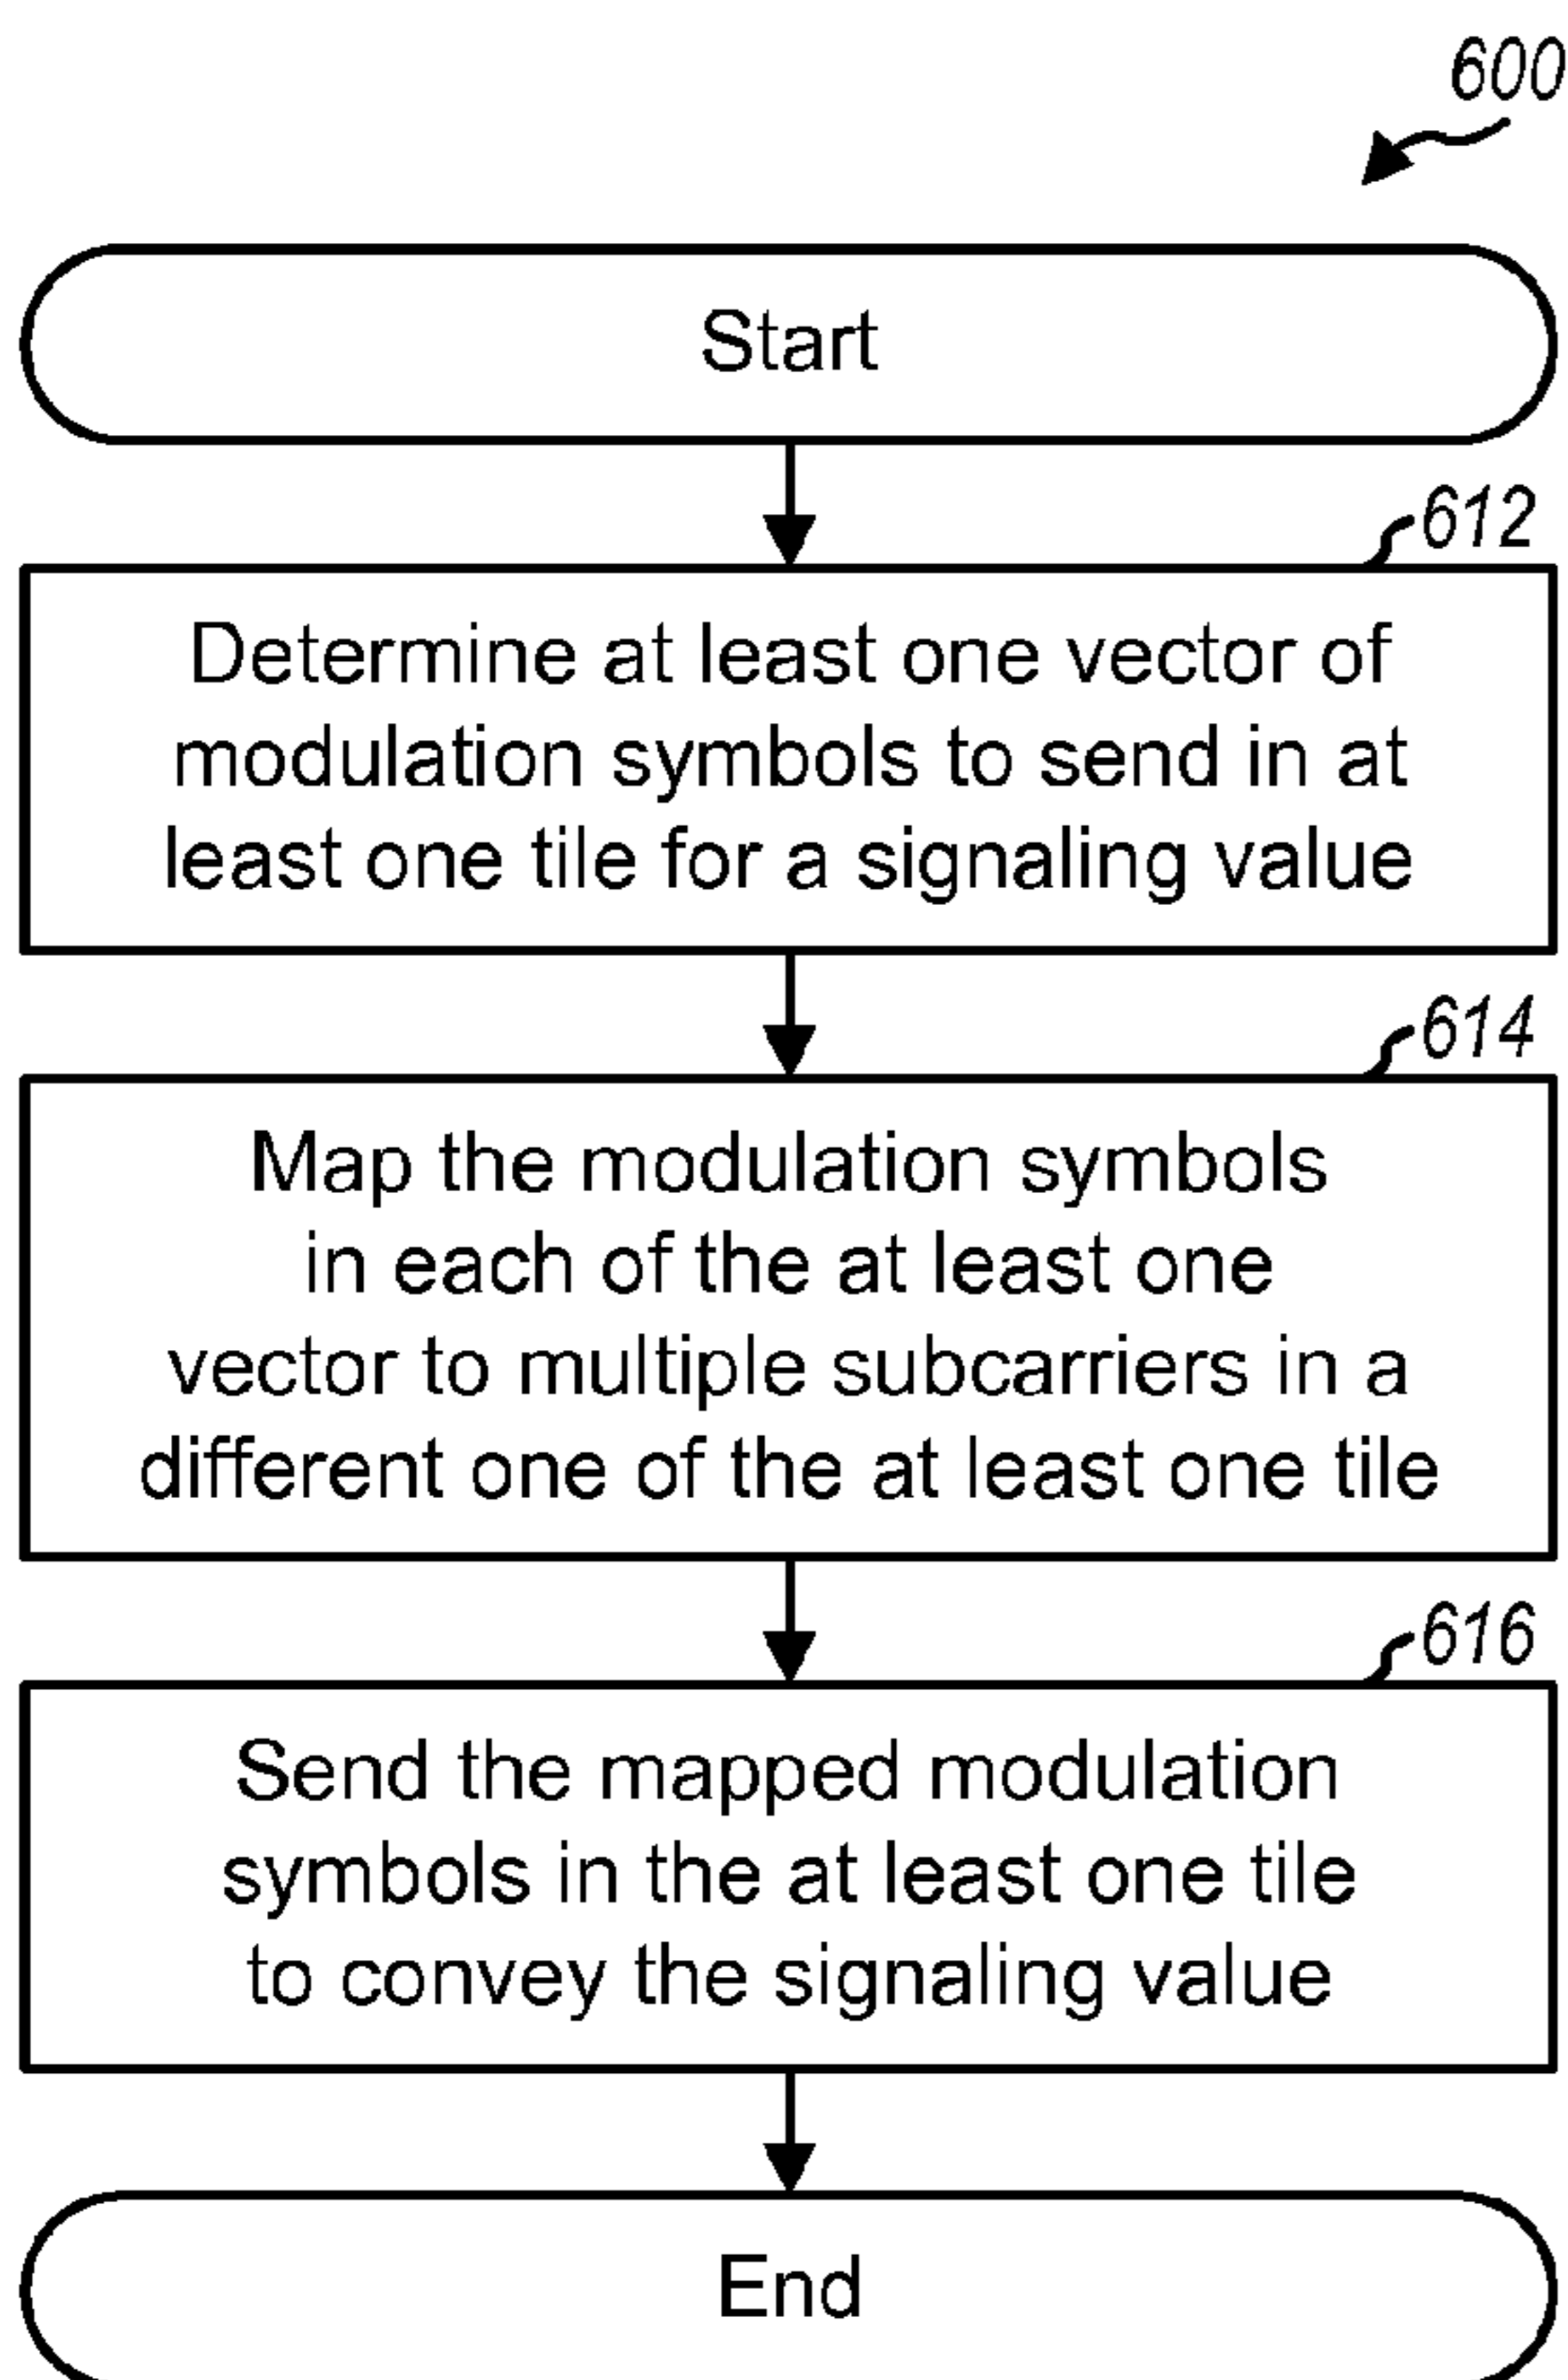 600
Start
612
Determine at least one vector of
modulation symbols to send in at
least one tile for a signaling value
614
Map the modulation symbols
in each of the at least one
vector to multiple subcarriers in a
different one of the at least one tile
616
Send the mapped modulation
symbols in the at least one tile
to convey the signaling value
End